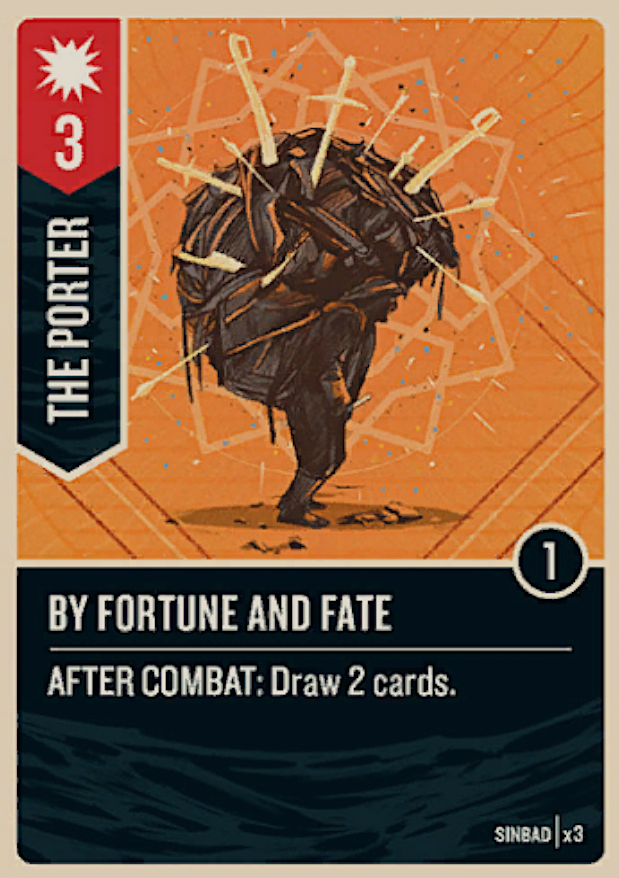 3
THE PORTER
1
BY FORTUNE AND FATE
AFTER COMBAT: Draw 2 cards.
SINBAD | x3